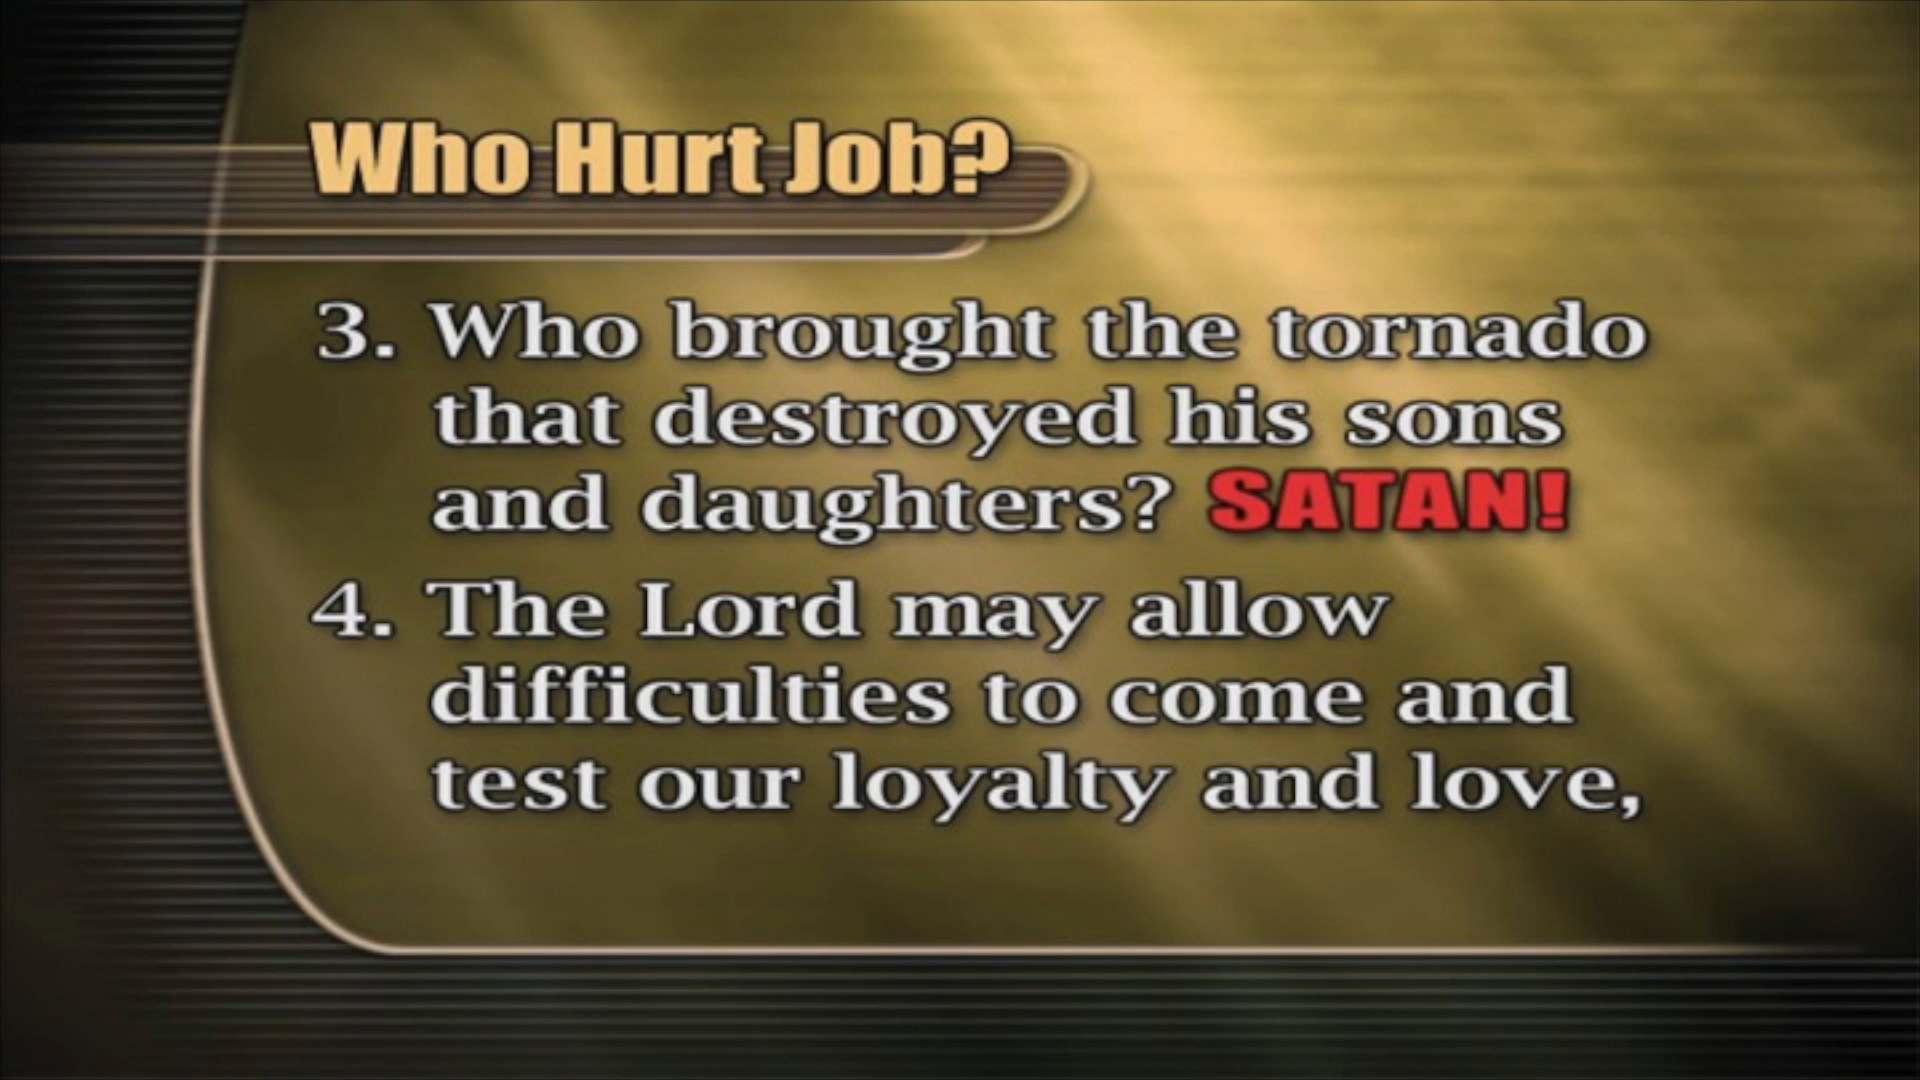 Who Hurt Job?
3. Who brought the tornado
that destroyed his sons
and daughters? SATAN!
4. The Lord may allow
difficulties to come and
test our loyalty and love,